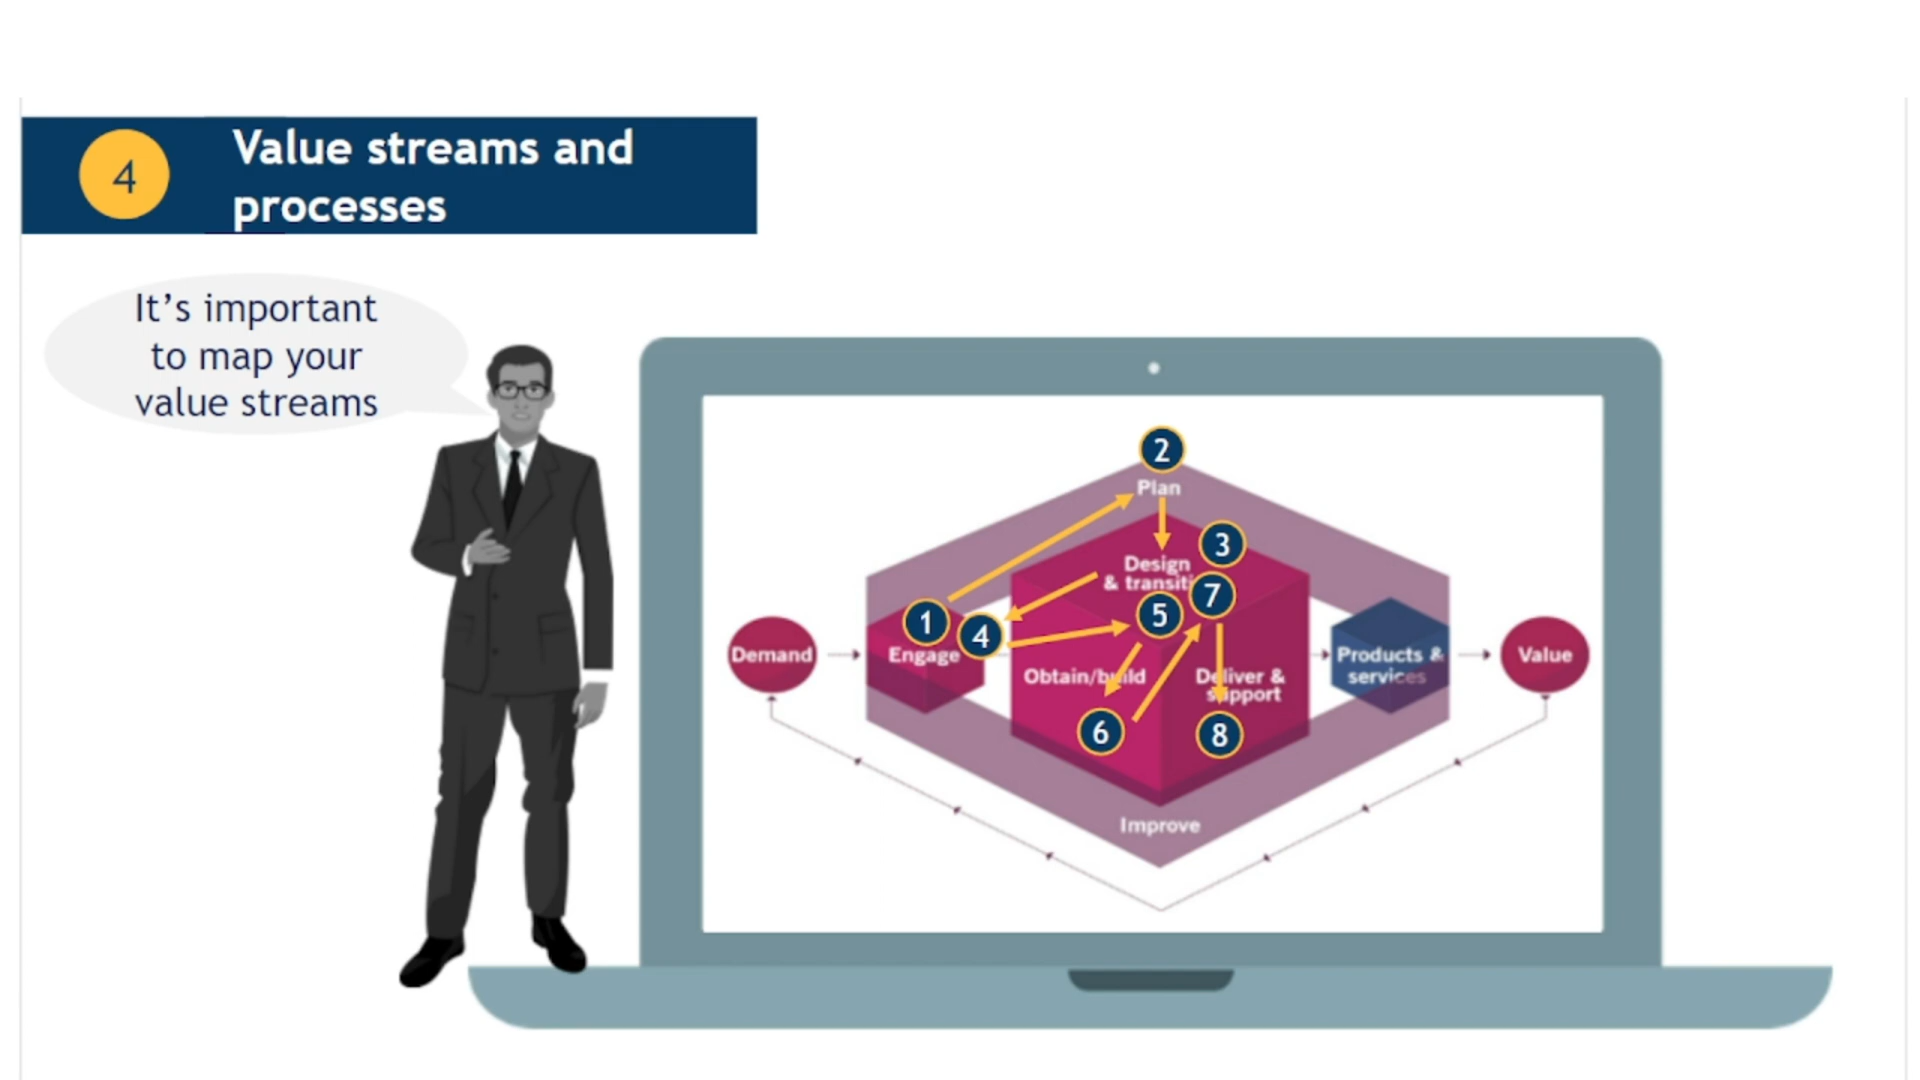 4
Value streams and
processes
It's important
to map your
value streams
2
Plan
3
Design
& transiti
7
1
4
5
Demand
Engage
Products &
services
Value
Obtain/build
Deliver &
support
6
8
Improve